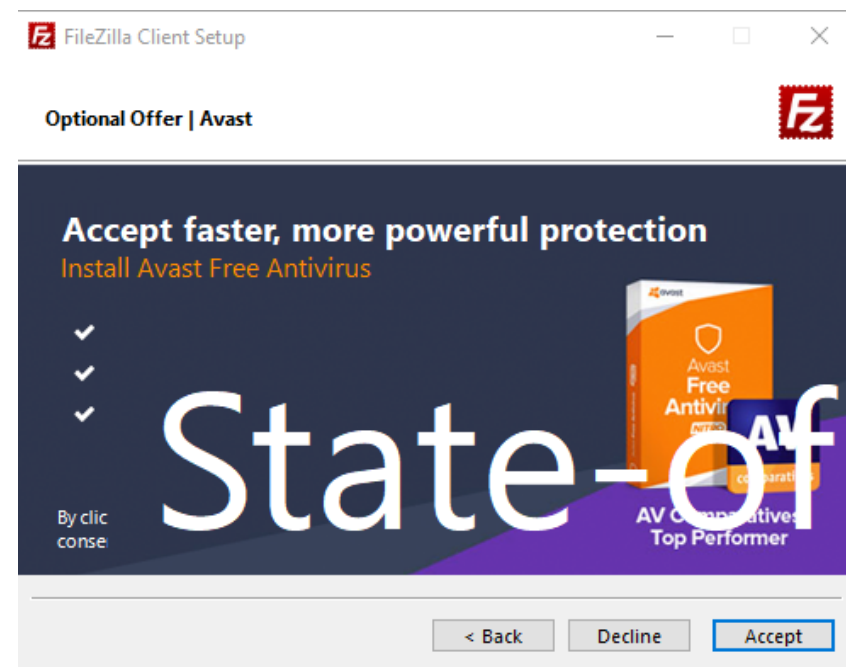 FileZilla Client Setup
Optional Offer | Avast
Accept faster, more powerful protection
Install Avast Free Antivirus
State-of
By clic
conse
avast
Avast
Free
Antivir
AV
comparatives
AV Comparatives
Top Performer
< Back
Decline
Accept